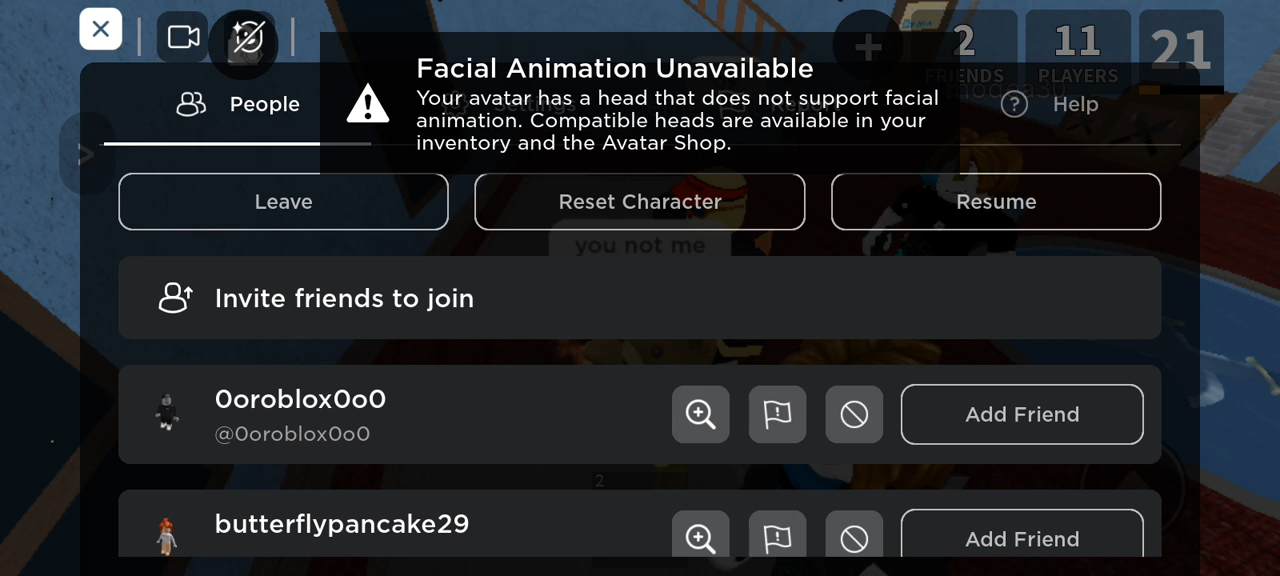 Facial Animation Unavailable
Your avatar has a head that does not support facial
animation. Compatible heads are available in your
inventory and the Avatar Shop.
2
FRIENDS
11
PLAYERS
21
People
Settings
Help
Leave
Reset Character
Resume
you not me
Invite friends to join
0oroblox0o0
@0oroblox0o0
Add Friend
2
butterflypancake29
Add Friend